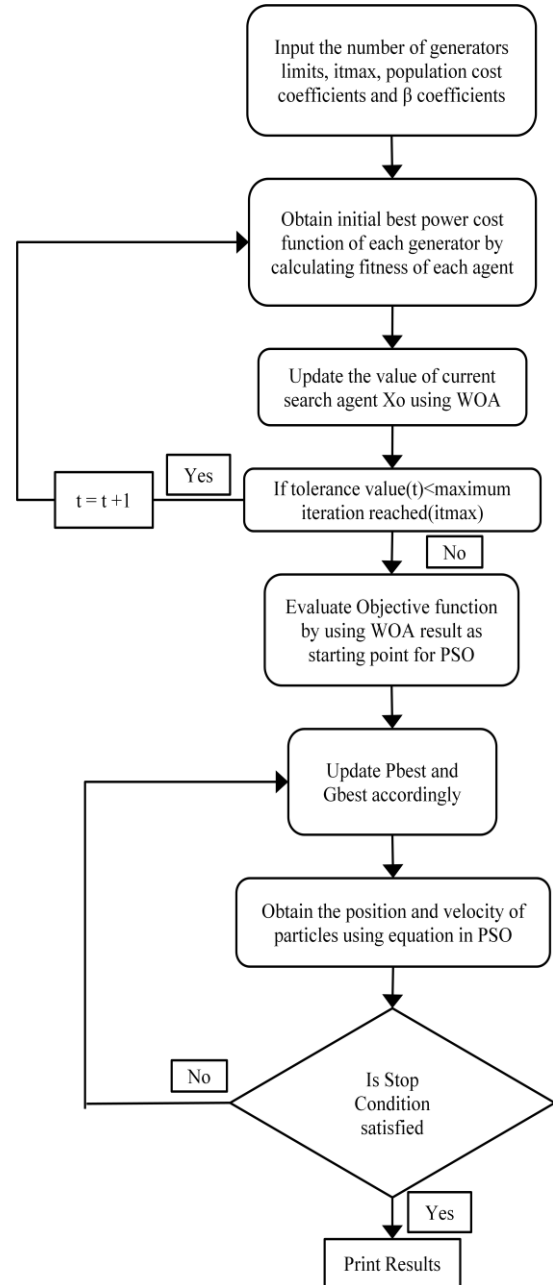 Input the number of generators
limits, itmax, population cost
coefficients and β coefficients
Obtain initial best power cost
function of each generator by
calculating fitness of each agent
Update the value of current
search agent Xo using WOA
Yes
t = t +1
If tolerance value(t)<maximum
iteration reached(itmax)
No
Evaluate Objective function
by using WOA result as
starting point for PSO
Update Pbest and
Gbest accordingly
Obtain the position and velocity of
particles using equation in PSO
No
Is Stop
Condition
satisfied
Yes
Print Results